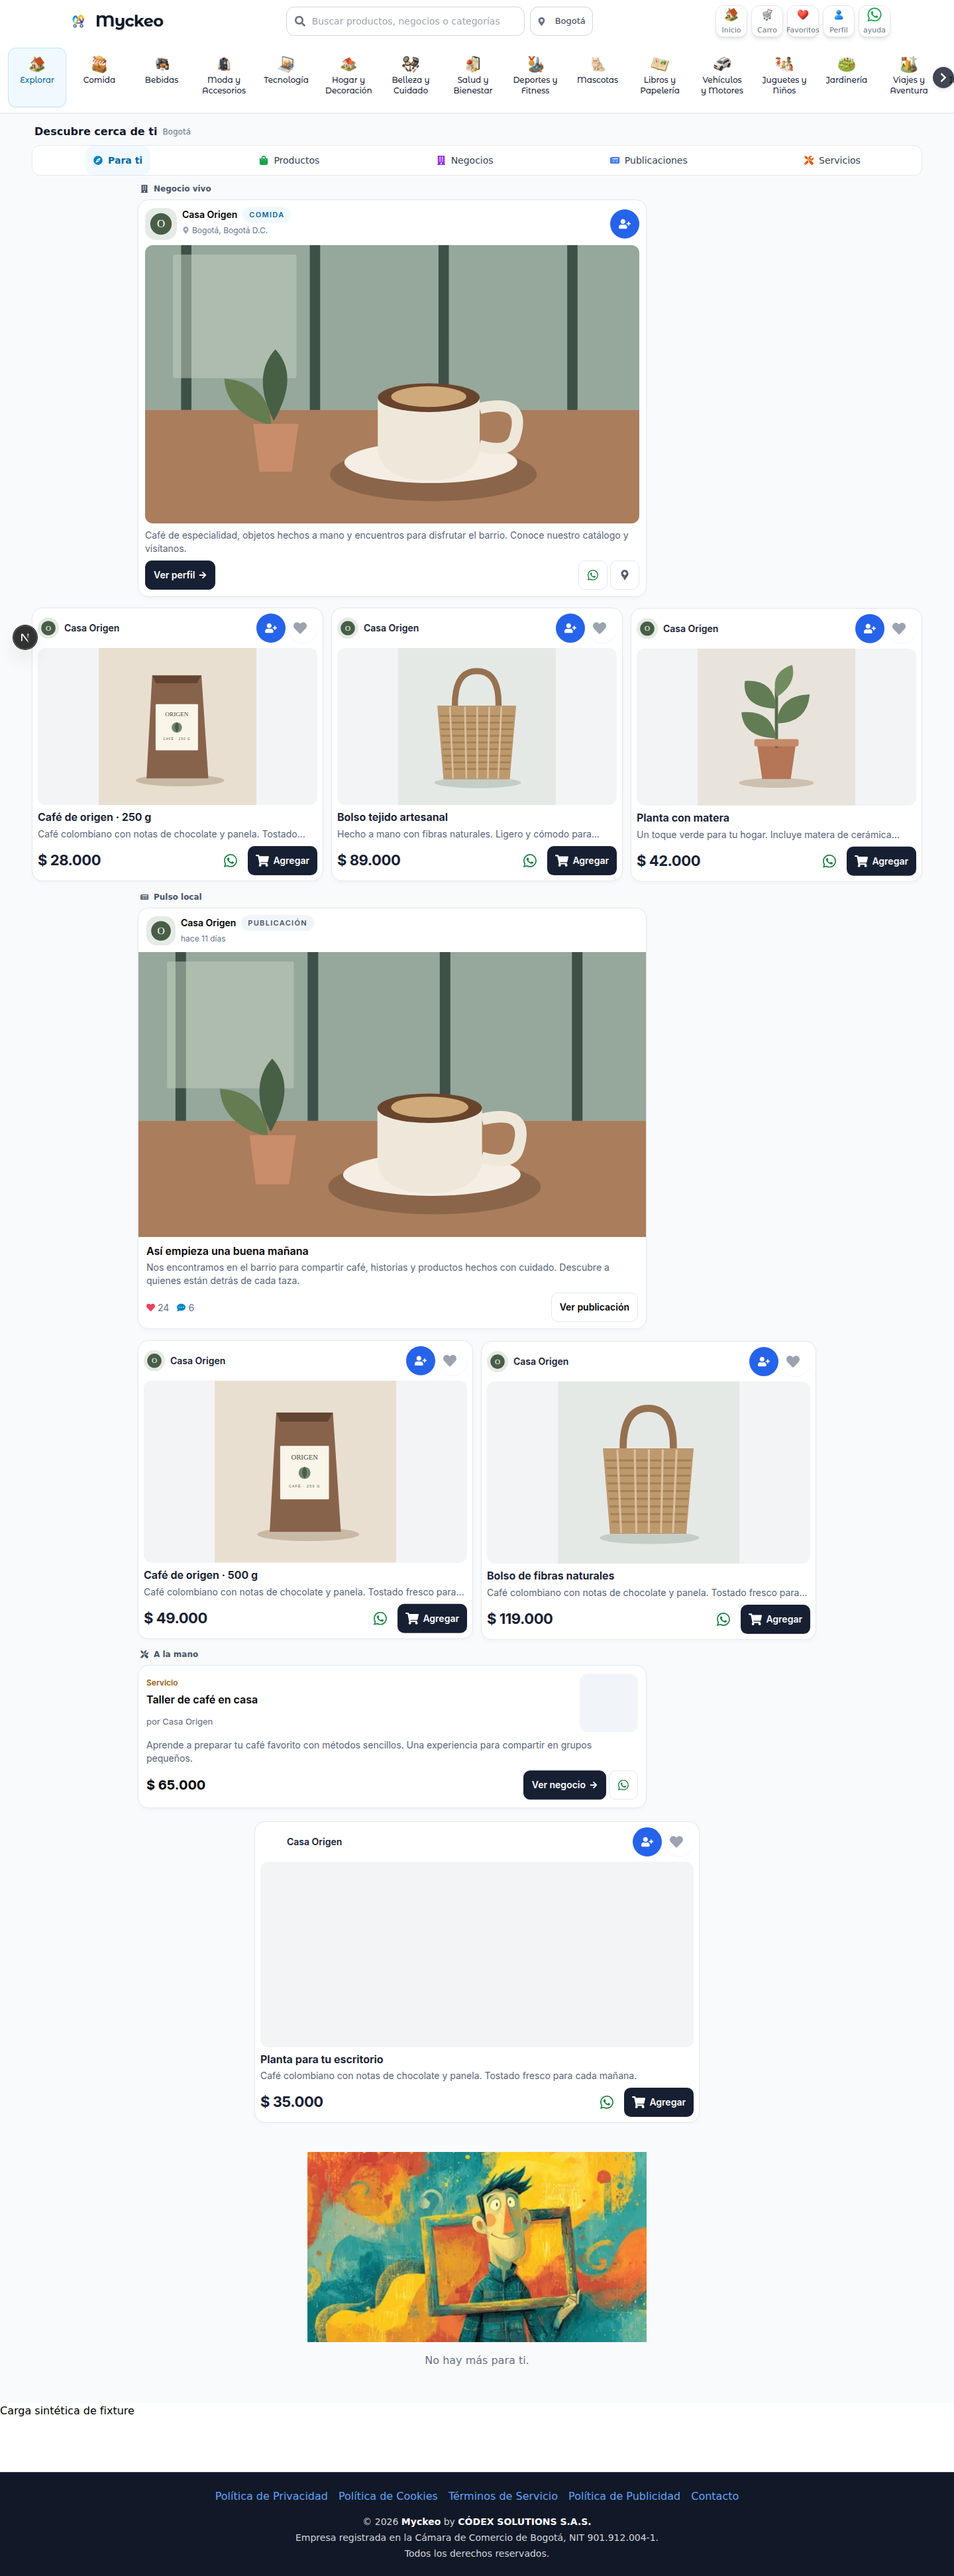 Myckeo
Buscar productos, negocios o categorías
Bogotá
Inicio
Carro
Favoritos
Perfil
ayuda
Explorar
Comida
Bebidas
Moda y
Accesorios
Tecnología
Hogar y
Decoración
Belleza y
Cuidado
Salud y
Bienestar
Deportes y
Fitness
Mascotas
Libros y
Papelería
Vehículos
y Motores
Juguetes y
Niños
Jardinería
Viajes y
Aventura
Descubre cerca de ti Bogotá
Para ti
Productos
Negocios
Publicaciones
Servicios
Negocio vivo
O
Casa Origen COMIDA
Bogotá, Bogotá D.C.
Café de especialidad, objetos hechos a mano y encuentros para disfrutar el barrio. Conoce nuestro catálogo y
visítanos.
Ver perfil →
N
O Casa Origen
ORIGEN
CAFÉ · 250 G
Café de origen · 250 g
Café colombiano con notas de chocolate y panela. Tostado...
$ 28.000
Agregar
O Casa Origen
Bolso tejido artesanal
Hecho a mano con fibras naturales. Ligero y cómodo para...
$ 89.000
Agregar
O Casa Origen
Planta con matera
Un toque verde para tu hogar. Incluye matera de cerámica...
$ 42.000
Agregar
Pulso local
O
Casa Origen PUBLICACIÓN
hace 11 días
Así empieza una buena mañana
Nos encontramos en el barrio para compartir café, historias y productos hechos con cuidado. Descubre a
quienes están detrás de cada taza.
24 6
Ver publicación
O Casa Origen
ORIGEN
CAFÉ · 250 G
Café de origen · 500 g
Café colombiano con notas de chocolate y panela. Tostado fresco para...
$ 49.000
Agregar
O Casa Origen
Bolso de fibras naturales
Café colombiano con notas de chocolate y panela. Tostado fresco para...
$ 119.000
Agregar
A la mano
Servicio
Taller de café en casa
por Casa Origen
Aprende a preparar tu café favorito con métodos sencillos. Una experiencia para compartir en grupos
pequeños.
$ 65.000
Ver negocio →
Casa Origen
Planta para tu escritorio
Café colombiano con notas de chocolate y panela. Tostado fresco para cada mañana.
$ 35.000
Agregar
No hay más para ti.
Carga sintética de fixture
Política de Privacidad Política de Cookies Términos de Servicio Política de Publicidad Contacto
© 2026 Myckeo by CÓDEX SOLUTIONS S.A.S.
Empresa registrada en la Cámara de Comercio de Bogotá, NIT 901.912.004-1.
Todos los derechos reservados.